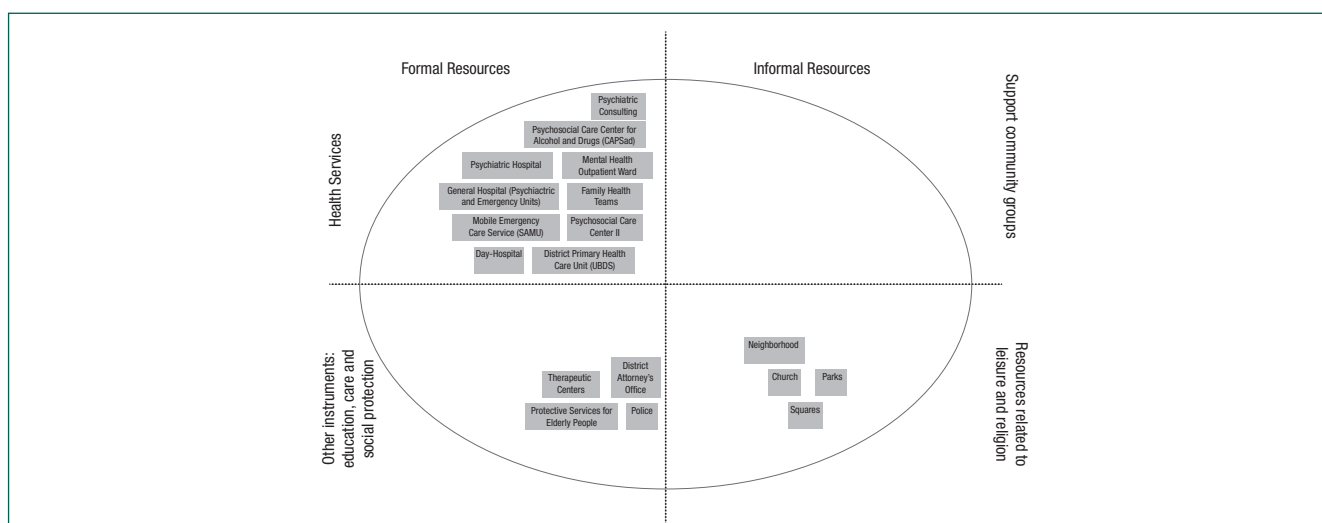 Formal Resources
Informal Resources
Health Services
Support community
groups
Psychiatric
Consulting
Psychosocial Care Center for
Alcohol and Drugs (CAPSad)
Psychiatric Hospital
Mental Health
Outpatient Ward
General Hospital (Psychiactric
and Emergency Units)
Family Health
Teams
Mobile Emergency
Care Service (SAMU)
Psychosocial Care
Center II
Day-Hospital
District Primary Health
Care Unit (UBDS)
Other instruments:
education, care and
social protection
District
Attorney's
Office
Therapeutic
Centers
Protective Services for
Elderly People
Police
Neighborhood
Church
Parks
Squares
Resources related to
leisure and religion